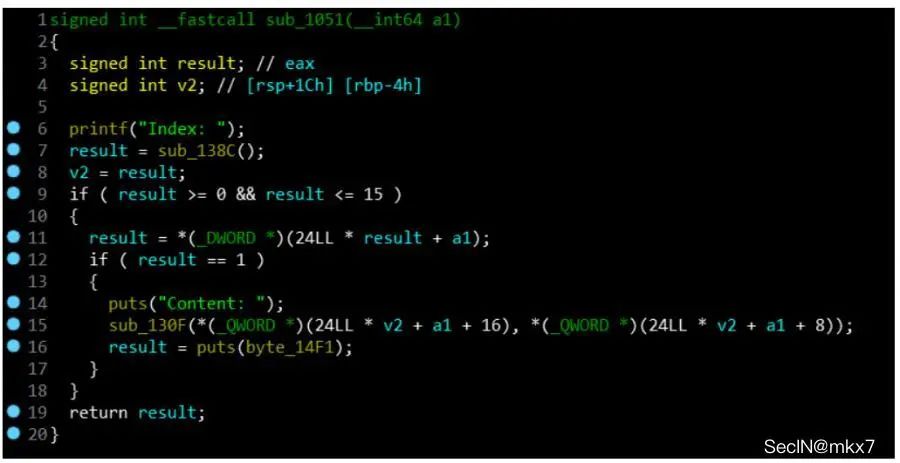 1 signed int __fastcall sub_1051(__int64 a1)
2 {
3 signed int result; // eax
4 signed int v2; // [rsp+1Ch] [rbp-4h]
5
6 printf("Index: ");
7 result = sub_138C();
8 v2 = result;
9 if ( result >= 0 && result <= 15 )
10 {
11 result = *(_DWORD *)(24LL * result + a1);
12 if ( result == 1 )
13 {
14 puts("Content: ");
15 sub_130F(*(_QWORD *)(24LL * v2 + a1 + 16), *(_QWORD *)(24LL * v2 + a1 + 8));
16 result = puts(byte_14F1);
17 }
18 }
19 return result;
20 }
SecIN@mkx7